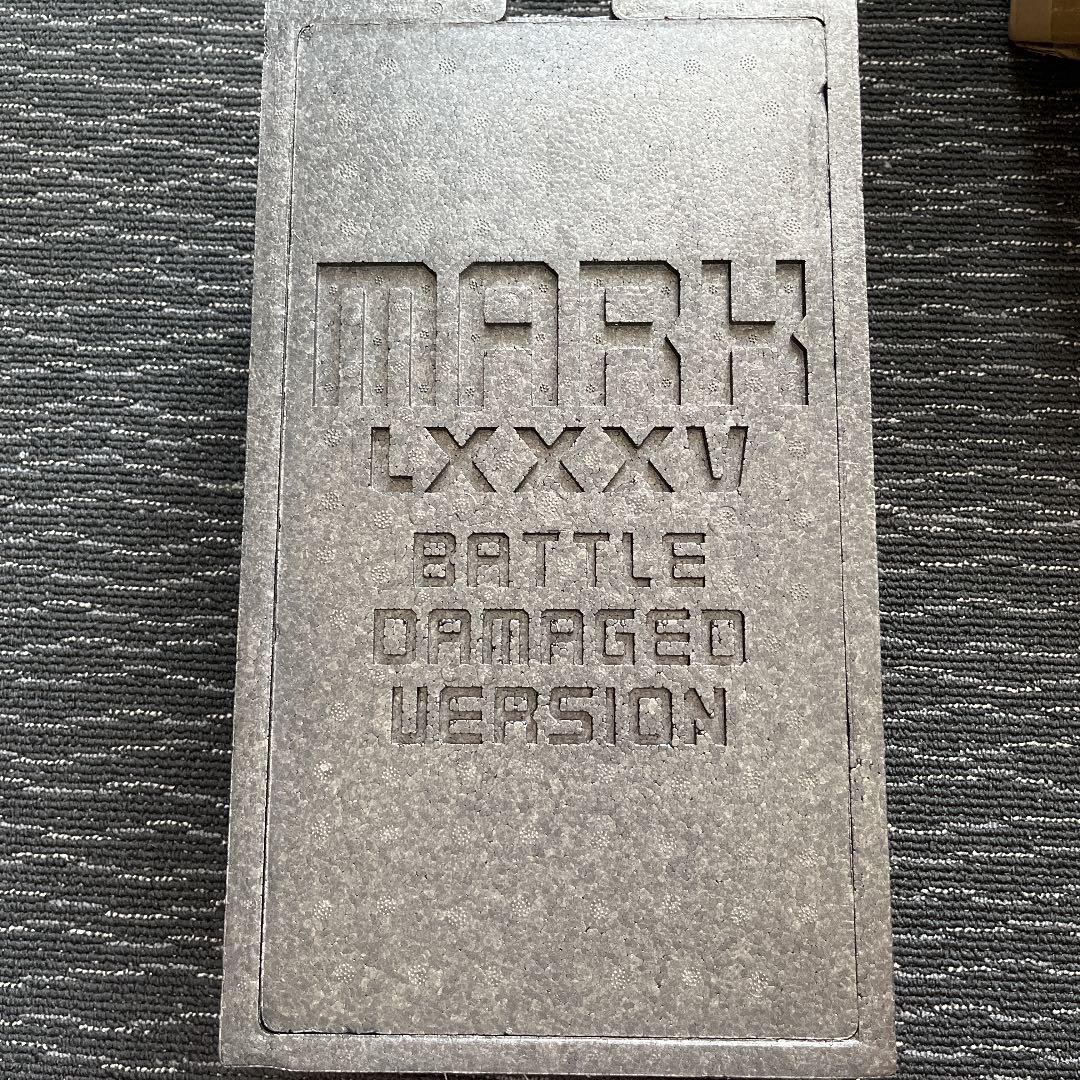 MARK
LXXXV
BATTLE
DAMAGED
VERSION